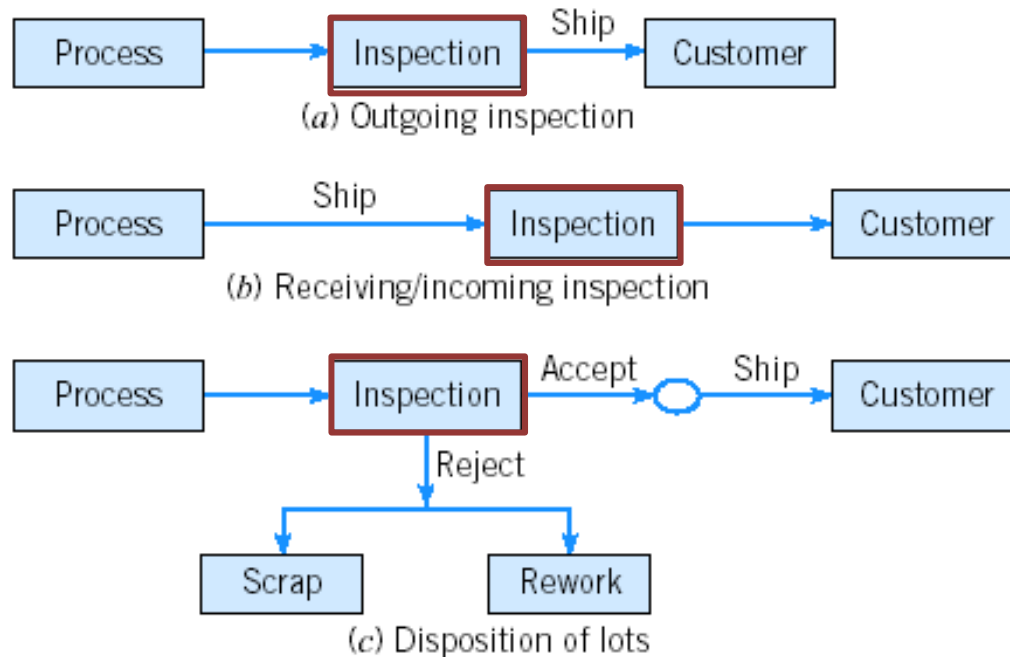 Ship
Process Inspection Customer
(a) Outgoing inspection
Ship
Process Inspection Customer
(b) Receiving/incoming inspection
Accept Ship
Process Inspection Customer
Reject
Scrap Rework
(c) Disposition of lots